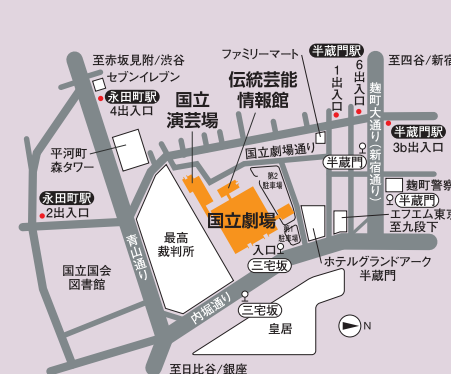 至赤坂見附/渋谷
セブンイレブン
永田町駅
4出入口
国立
演芸場
伝統芸能
情報館
ファミリーマート
半蔵門駅
1出入口
6出入口
至四谷/新宿
麹町大通り(新宿通り)
半蔵門駅
3b出入口
平河町
森タワー
国立劇場通り
半蔵門
麹町警察
半蔵門
エフエム東京
至九段下
永田町駅
2出入口
第2
駐車場
国立劇場
第1
駐車場
入口
三宅坂
最高
裁判所
青山通り
ホテルグランドアーク
半蔵門
国立国会
図書館
内堀通り
三宅坂
皇居
N
至日比谷/銀座